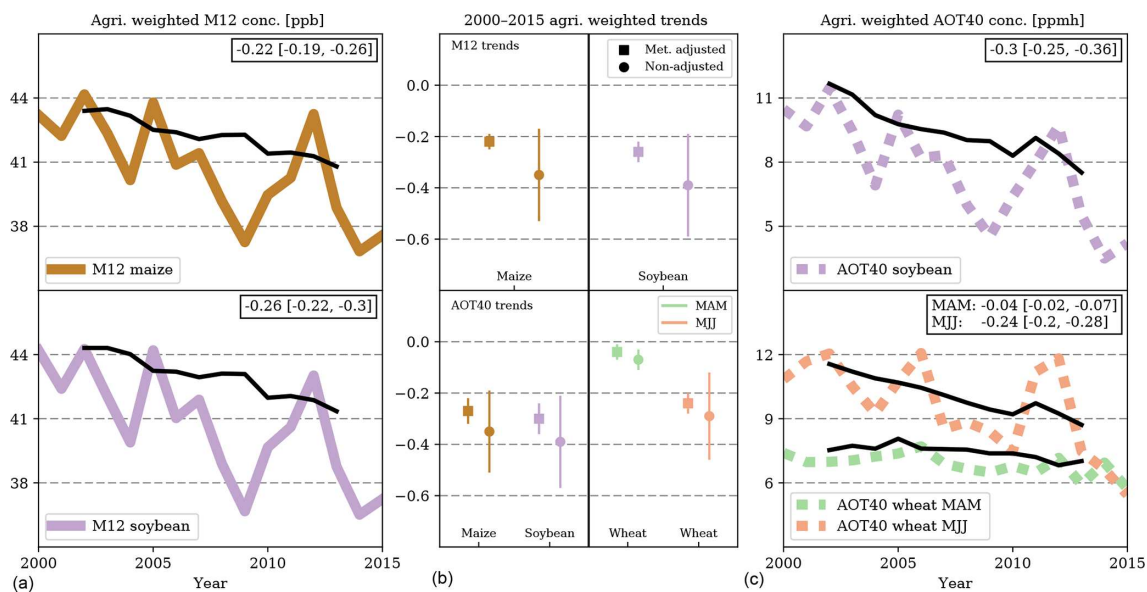 Agri. weighted M12 conc. [ppb]
-0.22 [-0.19, -0.26]
44
41
38
M12 maize
-0.26 [-0.22, -0.3]
44
41
38
M12 soybean
2000
2005
2010
2015
Year
(a)
2000–2015 agri. weighted trends
M12 trends
Met. adjusted
Non-adjusted
0.0
−0.2
−0.4
−0.6
Maize
Soybean
AOT40 trends
MAM
MJJ
0.0
−0.2
−0.4
−0.6
Maize
Soybean
Wheat
Wheat
(b)
Agri. weighted AOT40 conc. [ppmh]
-0.3 [-0.25, -0.36]
11
8
5
AOT40 soybean
MAM: -0.04 [-0.02, -0.07]
MJJ: -0.24 [-0.2, -0.28]
12
9
6
AOT40 wheat MAM
AOT40 wheat MJJ
2000
2005
2010
2015
Year
(c)